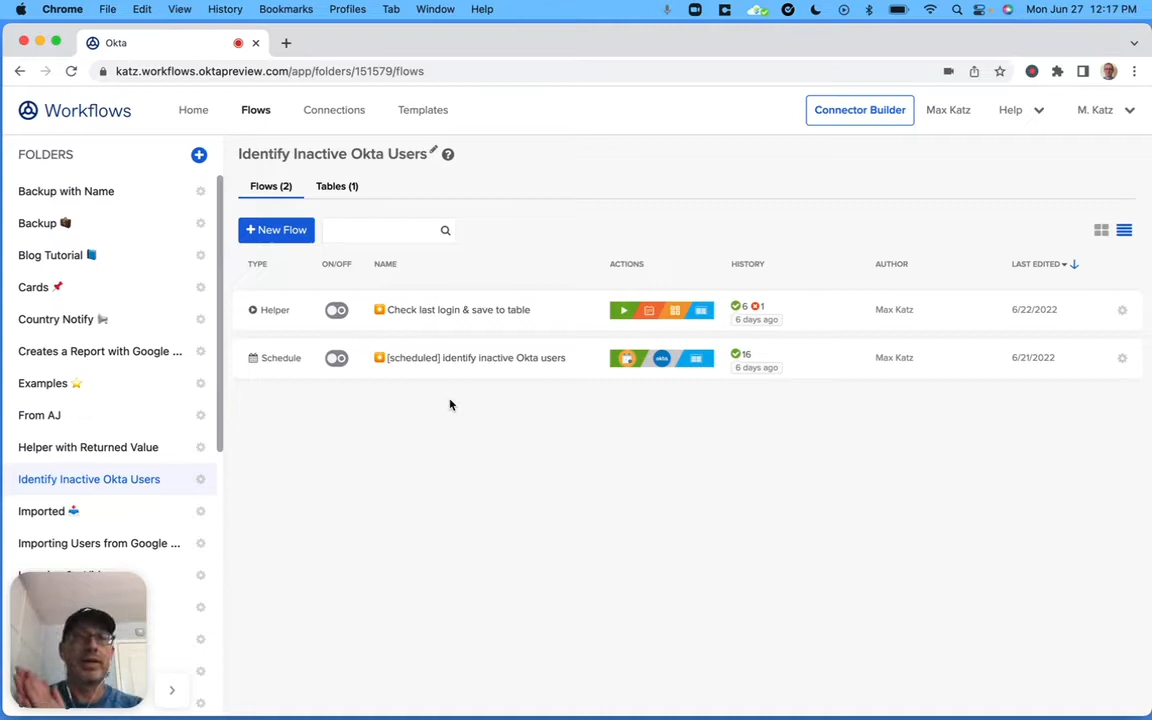 Chrome File Edit View History Bookmarks Profiles Tab Window Help Mon Jun 27 12:17 PM
Okta
katz.workflows.oktapreview.com/app/folders/151579/flows
Workflows Home Flows Connections Templates Connector Builder Max Katz Help M. Katz
FOLDERS
Backup with Name
Backup
Blog Tutorial
Cards
Country Notify
Creates a Report with Google ...
Examples
From AJ
Helper with Returned Value
Identify Inactive Okta Users
Imported
Importing Users from Google ...
Identify Inactive Okta Users
Flows (2) Tables (1)
+ New Flow
TYPE ON/OFF NAME ACTIONS HISTORY AUTHOR LAST EDITED
Helper Check last login & save to table 6 1 Max Katz 6/22/2022
6 days ago
Schedule [scheduled] identify inactive Okta users okta 16 Max Katz 6/21/2022
6 days ago